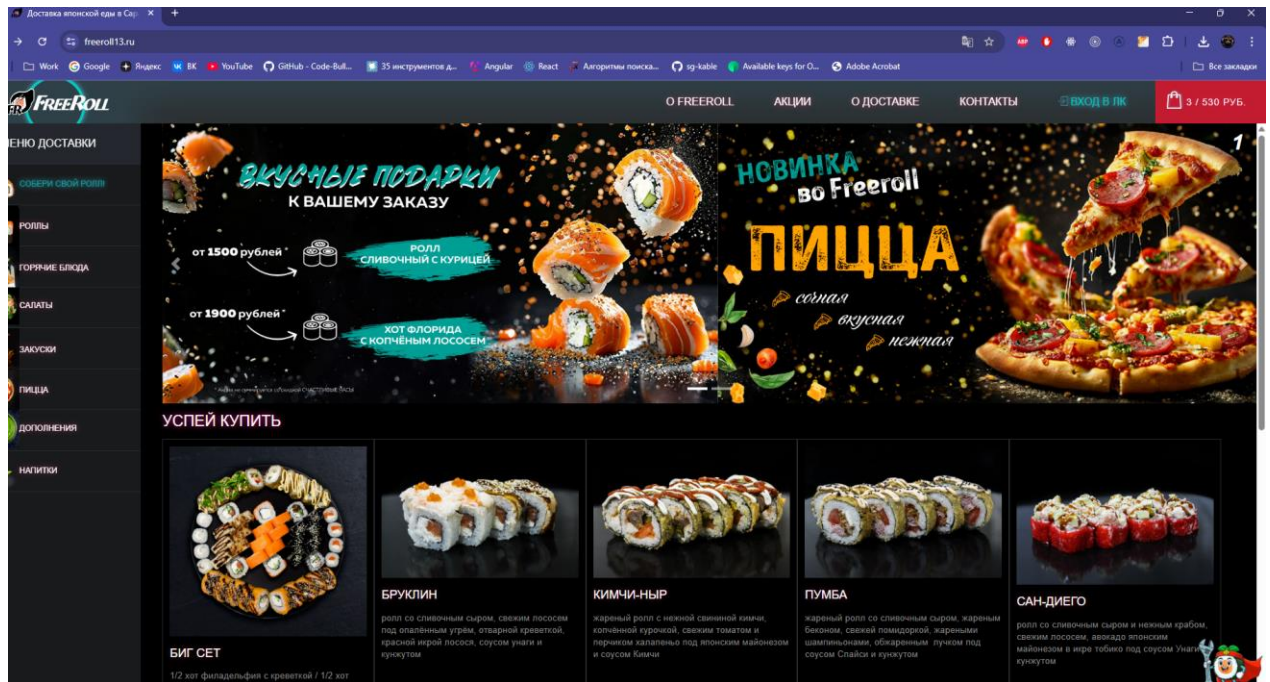 Доставка японской еды в Сар
freeroll13.ru
Work
Google
Яндекс
ВК
YouTube
GitHub - Code-Bull...
35 инструментов д...
Angular
React
Алгоритмы поиска...
sg-kable
Available keys for O...
Adobe Acrobat
Все закладки
FREEROLL
О FREEROLL
АКЦИИ
О ДОСТАВКЕ
КОНТАКТЫ
ВХОД В ЛК
3 / 530 РУБ.
ЕНЮ ДОСТАВКИ
СОБЕРИ СВОЙ РОЛЛ!
РОЛЛЫ
ГОРЯЧИЕ БЛЮДА
САЛАТЫ
ЗАКУСКИ
ПИЦЦА
ДОПОЛНЕНИЯ
НАПИТКИ
ВКУСНЫЕ ПОДАРКИ
К ВАШЕМУ ЗАКАЗУ
от 1500 рублей*
РОЛЛ
СЛИВОЧНЫЙ С КУРИЦЕЙ
от 1900 рублей*
ХОТ ФЛОРИДА
С КОПЧЁНЫМ ЛОСОСЕМ
НОВИНКА
во Freeroll
ПИЦЦА
сочная
вкусная
нежная
1
УСПЕЙ КУПИТЬ
БИГ СЕТ
1/2 хот филадельфия с креветкой / 1/2 хот
БРУКЛИН
ролл со сливочным сыром, свежим лососем
под опалённым угрём, отварной креветкой,
красной икрой лосося, соусом унаги и
кунжутом
КИМЧИ-НЫР
жареный ролл с нежной свининой кимчи,
копчённой курочкой, свежим томатом и
перчиком халапеньо под японским майонезом
и соусом Кимчи
ПУМБА
жареный ролл со сливочным сыром, жареным
беконом, свежей помидоркой, жареными
шампиньонами, обжаренным лучком под
соусом Спайси и кунжутом
САН-ДИЕГО
ролл со сливочным сыром и нежным крабом,
свежим лососем, авокадо японским
майонезом в икре тобико под соусом Унаги
кунжутом